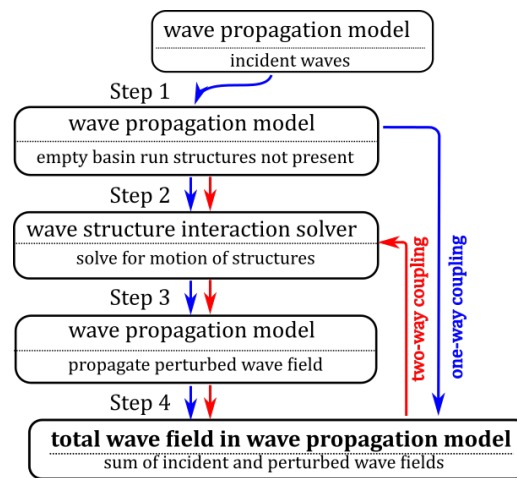 wave propagation model
incident waves
Step 1
wave propagation model
empty basin run structures not present
Step 2
wave structure interaction solver
solve for motion of structures
Step 3
wave propagation model
propagate perturbed wave field
Step 4
total wave field in wave propagation model
sum of incident and perturbed wave fields
two-way coupling
one-way coupling